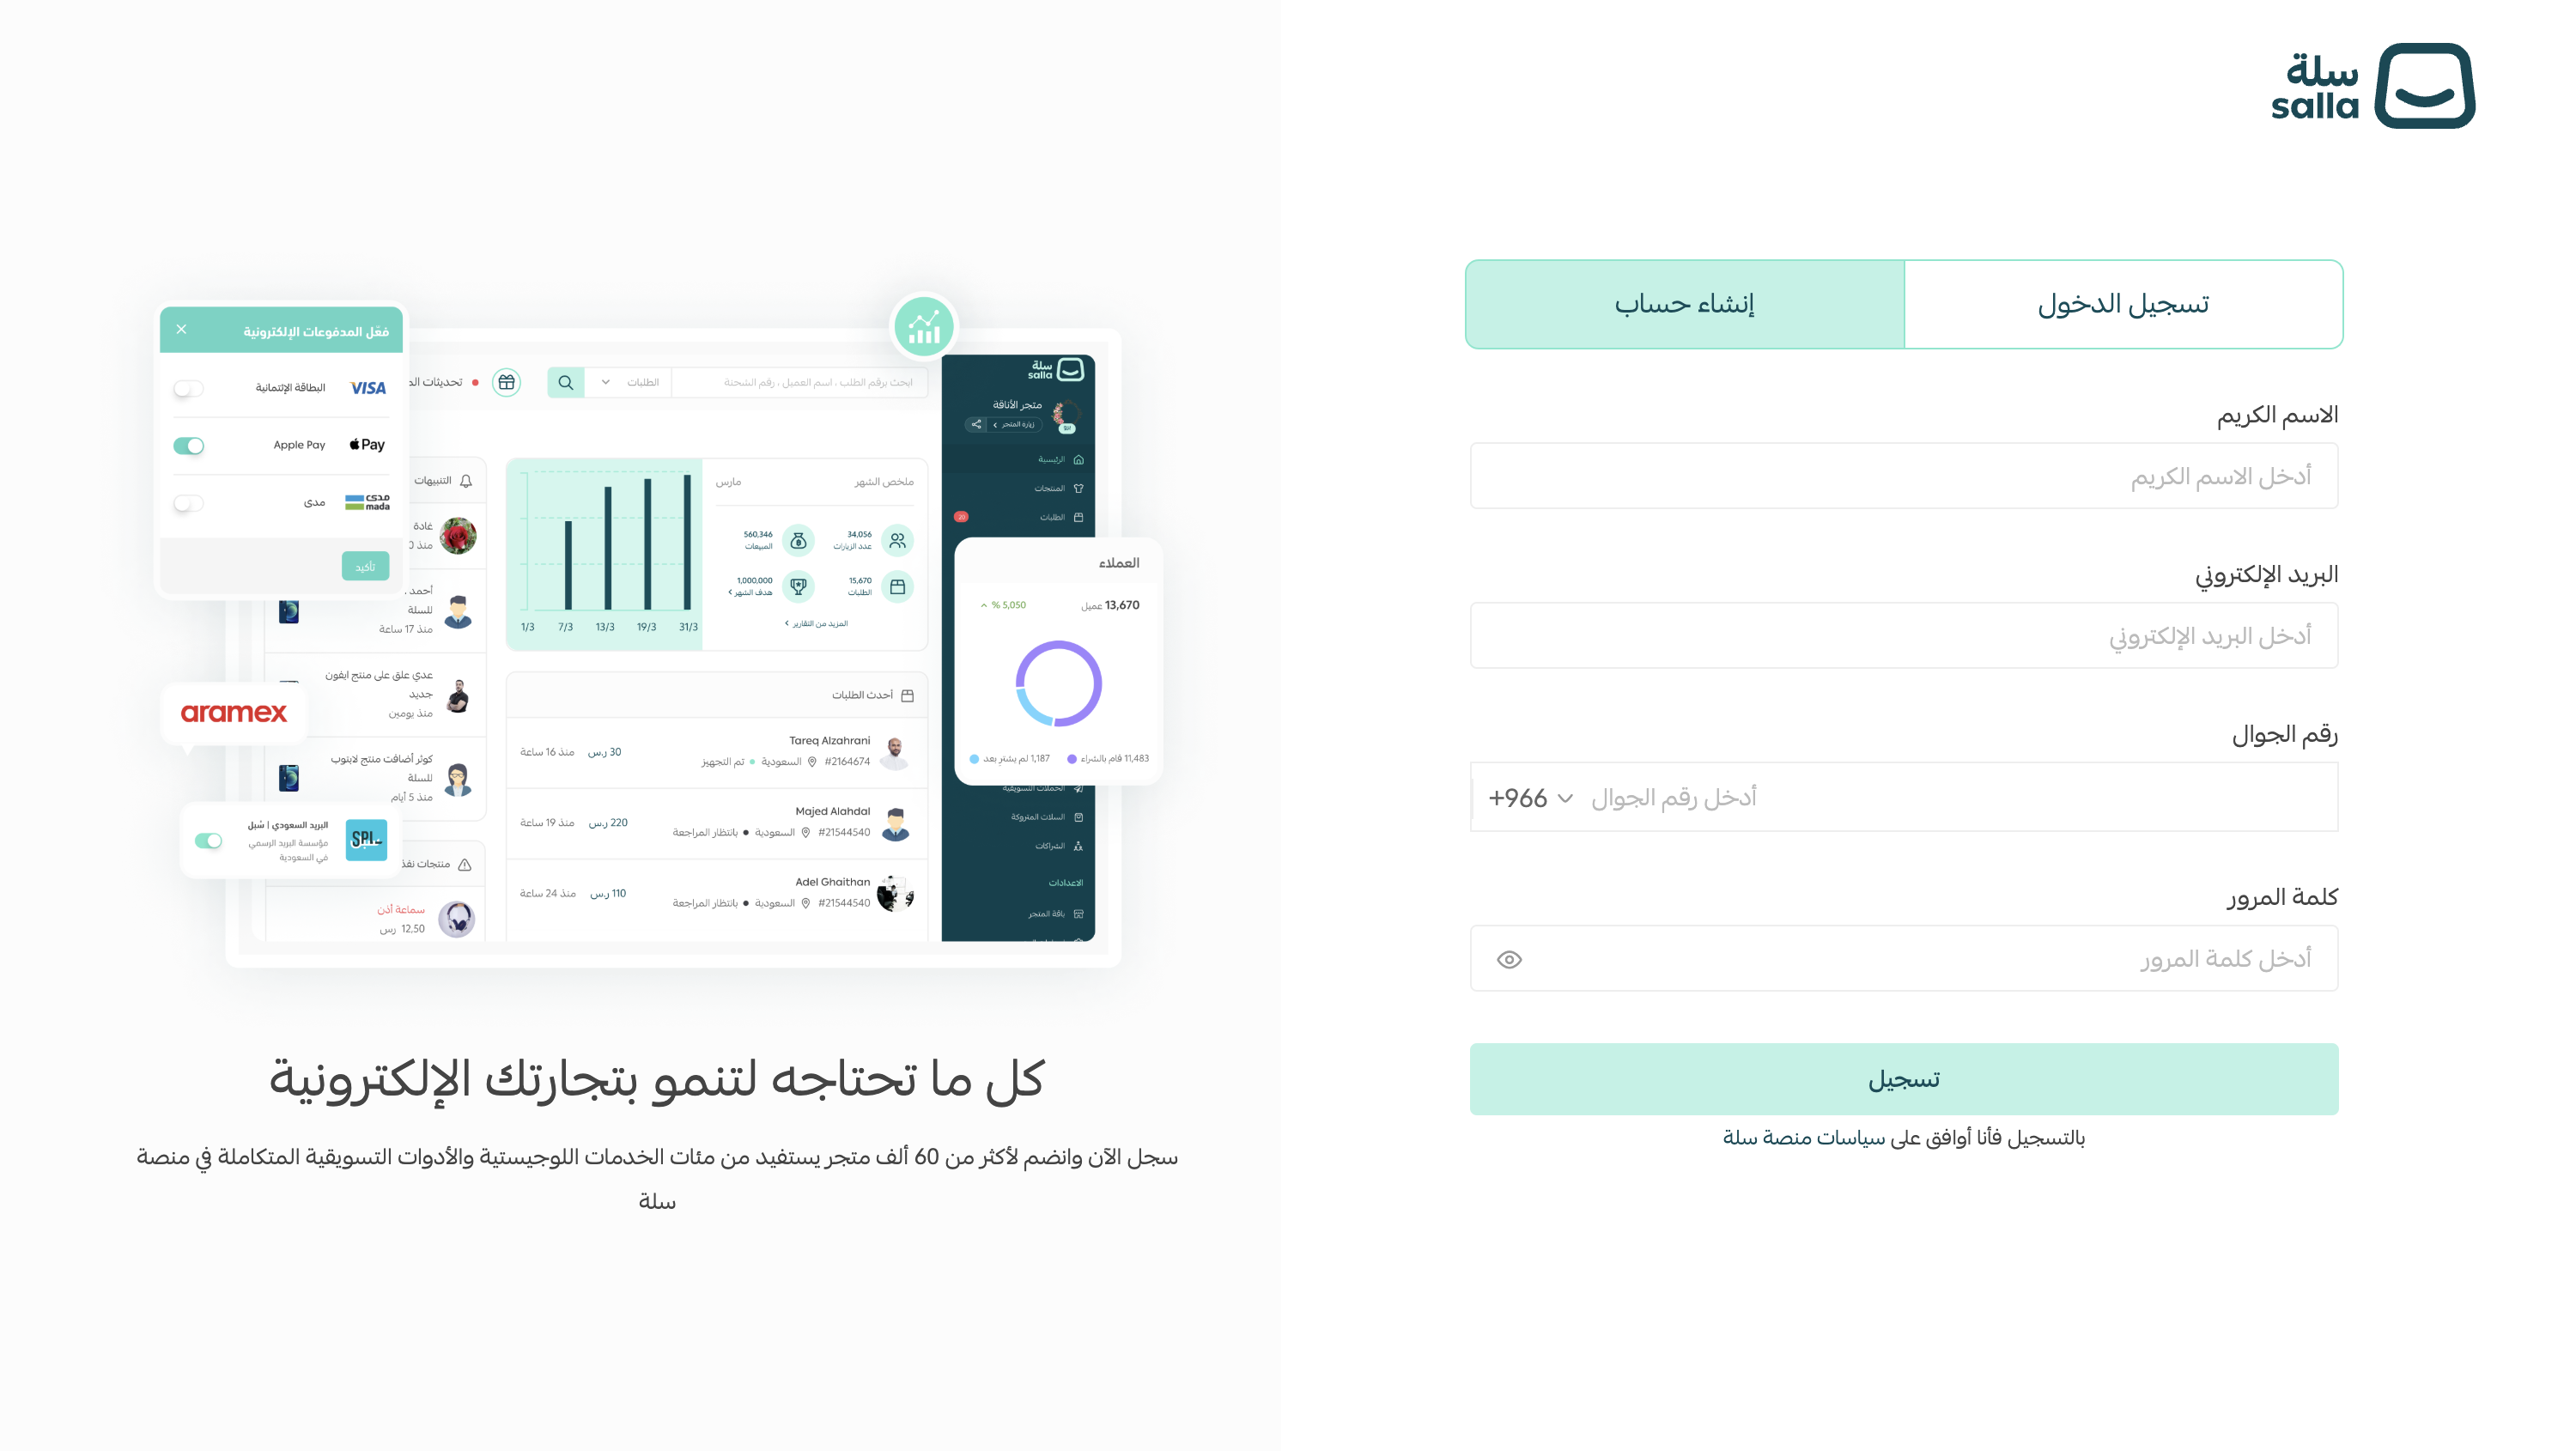 سلة
salla
تسجيل الدخول
إنشاء حساب
الاسم الكريم
أدخل الاسم الكريم
البريد الإلكتروني
أدخل البريد الإلكتروني
رقم الجوال
أدخل رقم الجوال
+966
كلمة المرور
أدخل كلمة المرور
تسجيل
بالتسجيل فأنا أوافق على سياسات منصة سلة
سلة
salla
متجر الأناقة
زيارة المتجر
الرئيسية
المنتجات
الطلبات
20
العملاء
13,670 عميل
% 5,050
11,483 قام بالشراء
1,187 لم يشتر بعد
الحملات التسويقية
السلات المتروكة
الشراكات
الاعدادات
باقة المتجر
ابحث برقم الطلب ، اسم العميل ، رقم الشحنة
الطلبات
تحديثات الم
ملخص الشهر
مارس
34,056
عدد الزيارات
560,346
المبيعات
15,670
الطلبات
1,000,000
هدف الشهر
المزيد من التقارير
1/3 7/3 13/3 19/3 31/3
أحدث الطلبات
Tareq Alzahrani
#2164674 السعودية تم التجهيز
30 ر.س منذ 16 ساعة
Majed Alahdal
#21544540 السعودية بانتظار المراجعة
220 ر.س منذ 19 ساعة
Adel Ghaithan
#21544540 السعودية بانتظار المراجعة
110 ر.س منذ 24 ساعة
فعّل المدفوعات الإلكترونية
VISA البطاقة الإئتمانية
Pay Apple Pay
مدى
mada
مدى
تأكيد
التنبيهات
غادة
منذ 0
أحمد .
للسلة
منذ 17 ساعة
عدي علق على منتج ايفون
جديد
منذ يومين
كوثر أضافت منتج لابتوب
للسلة
منذ 5 أيام
aramex
SPL سبل
البريد السعودي | سُبل
مؤسسة البريد الرسمي
في السعودية
منتجات نفذ
سماعة أذن
12,50 رس
كل ما تحتاجه لتنمو بتجارتك الإلكترونية
سجل الآن وانضم لأكثر من 60 ألف متجر يستفيد من مئات الخدمات اللوجيستية والأدوات التسويقية المتكاملة في منصة
سلة